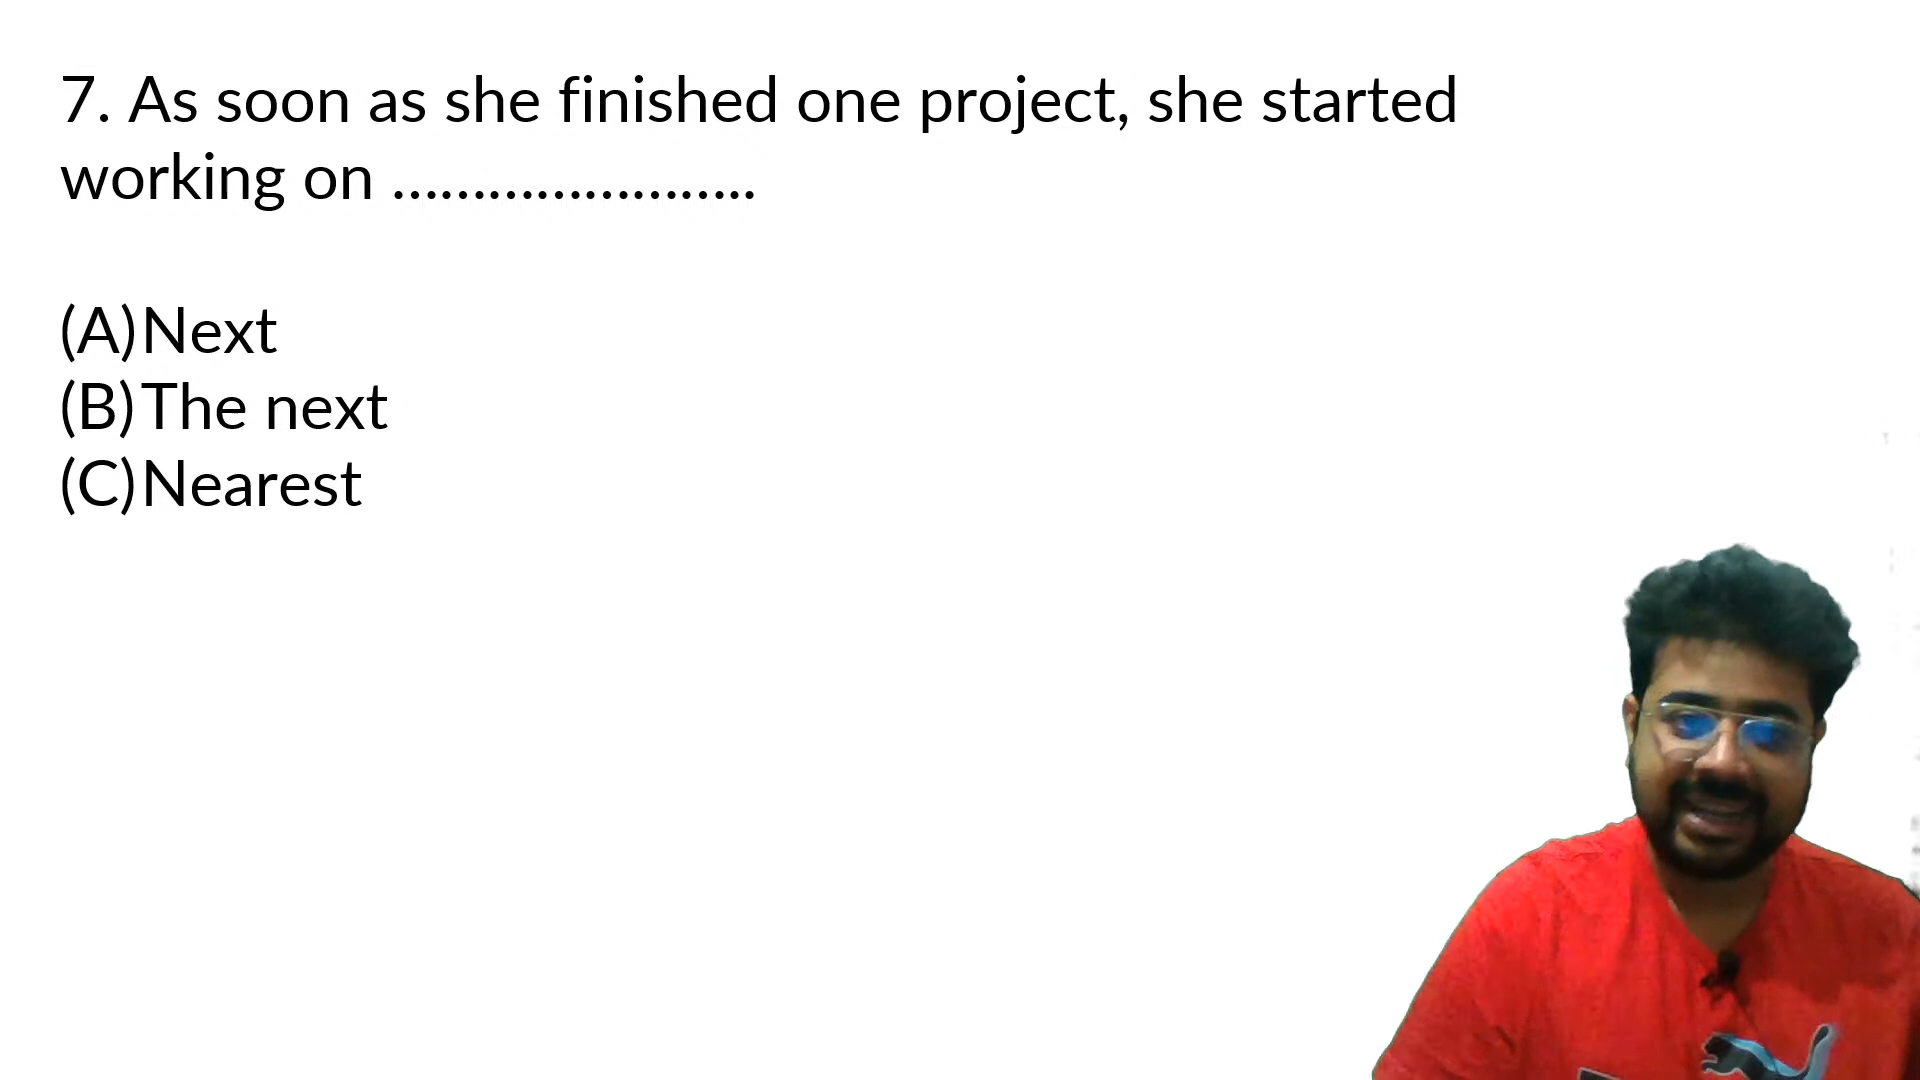 7. As soon as she finished one project, she started
working on ........................
(A) Next
(B) The next
(C) Nearest